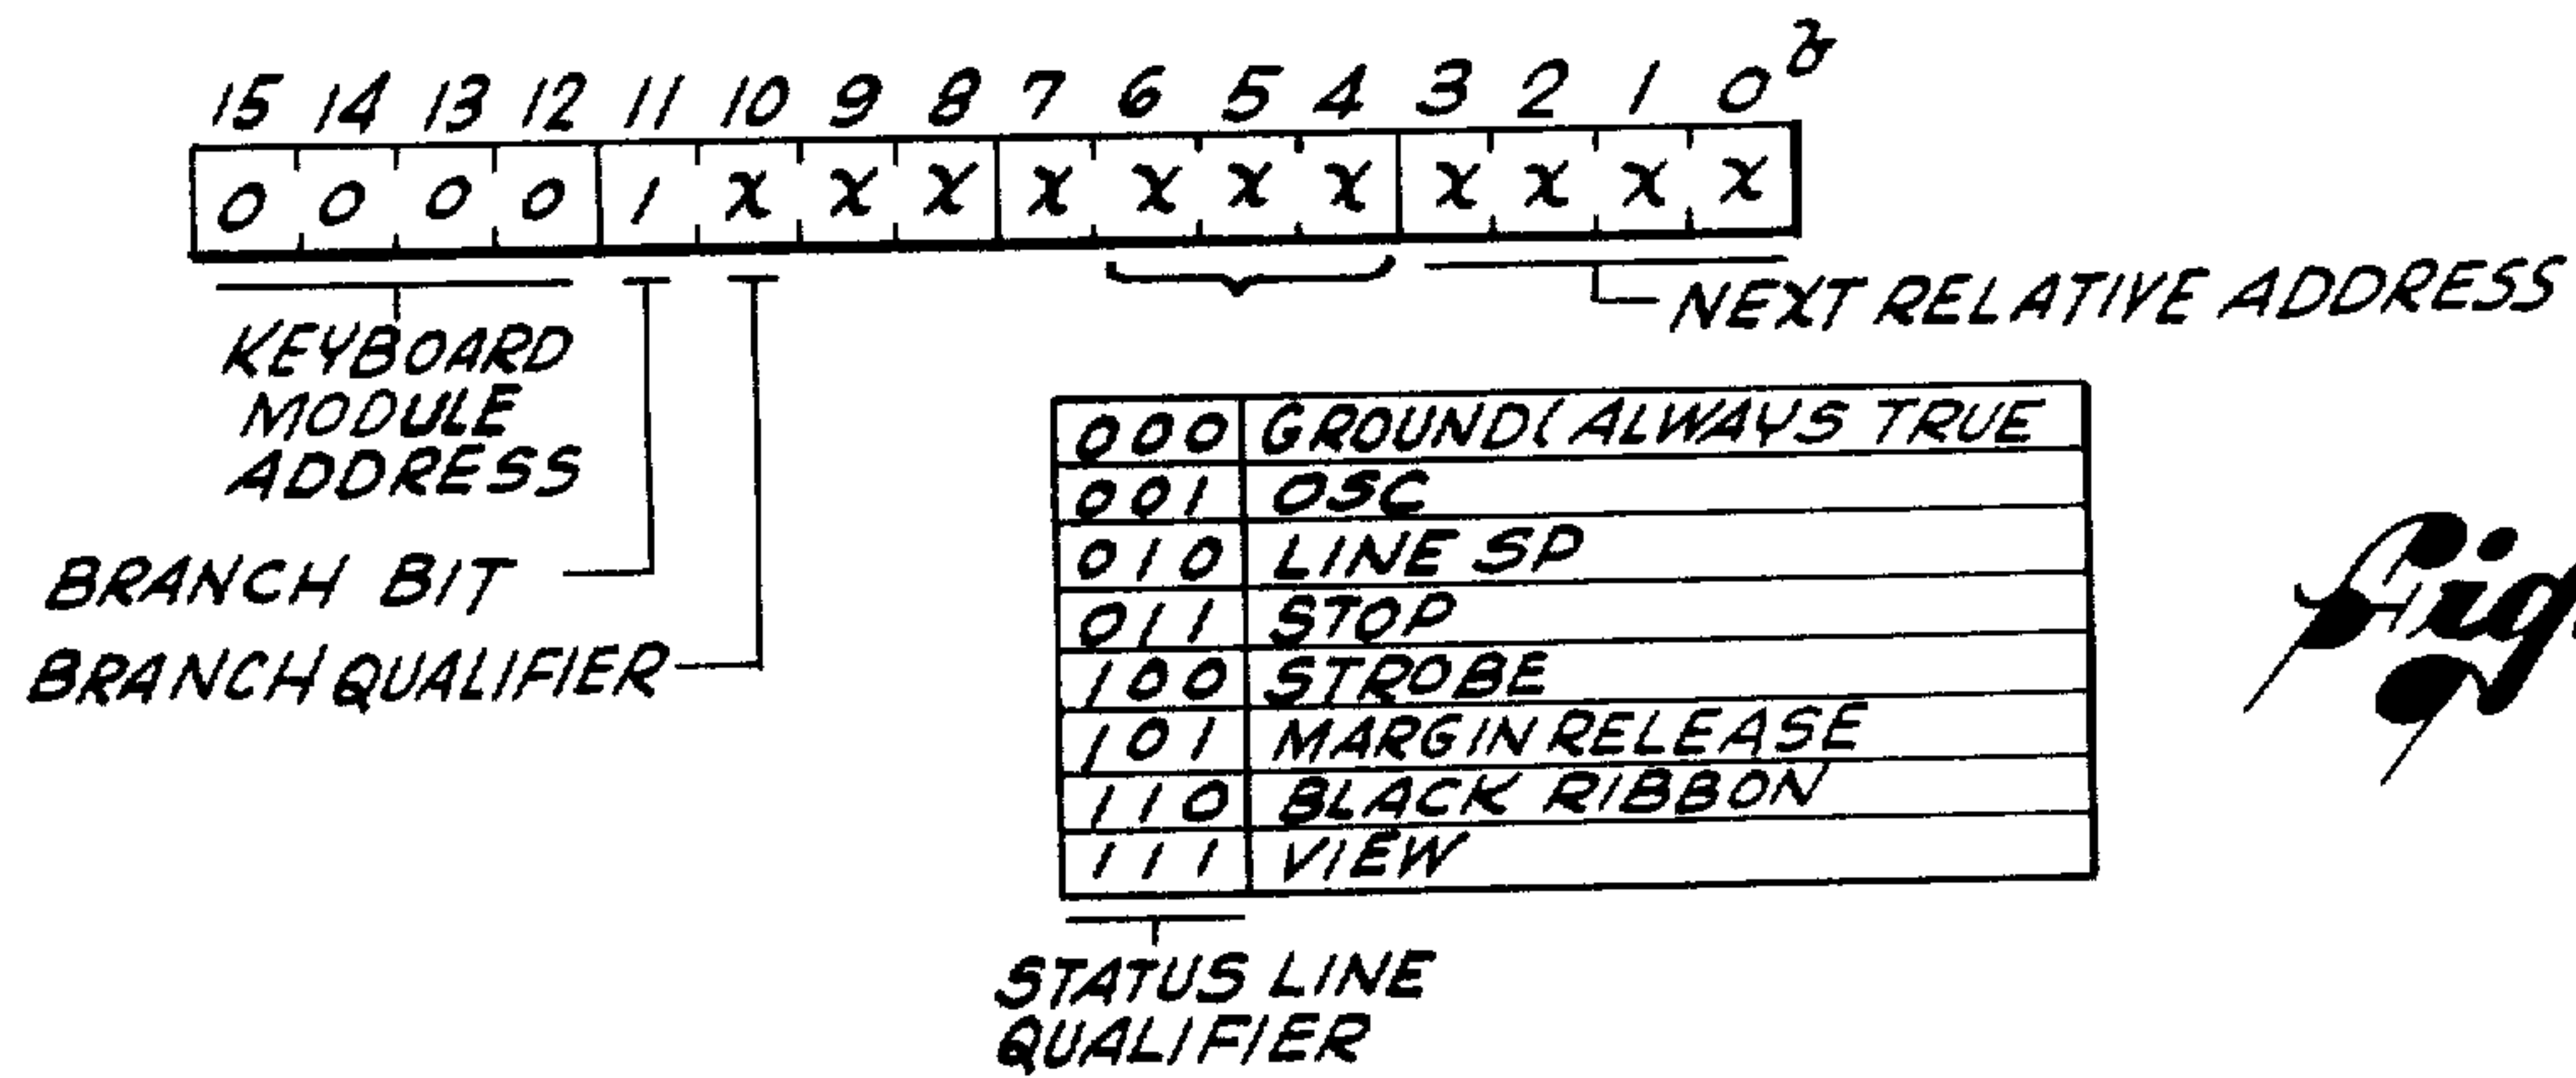 15 14 13 12 11 10 9 8 7 6 5 4 3 2 1 0
0 0 0 0 1 X X X X X X X X X X X
NEXT RELATIVE ADDRESS
KEYBOARD
MODULE
ADDRESS
BRANCH BIT
BRANCH QUALIFIER
000 GROUND(ALWAYS TRUE
001 OSC
010 LINE SP
011 STOP
100 STROBE
101 MARGIN RELEASE
110 BLACK RIBBON
111 VIEW
STATUS LINE
QUALIFIER